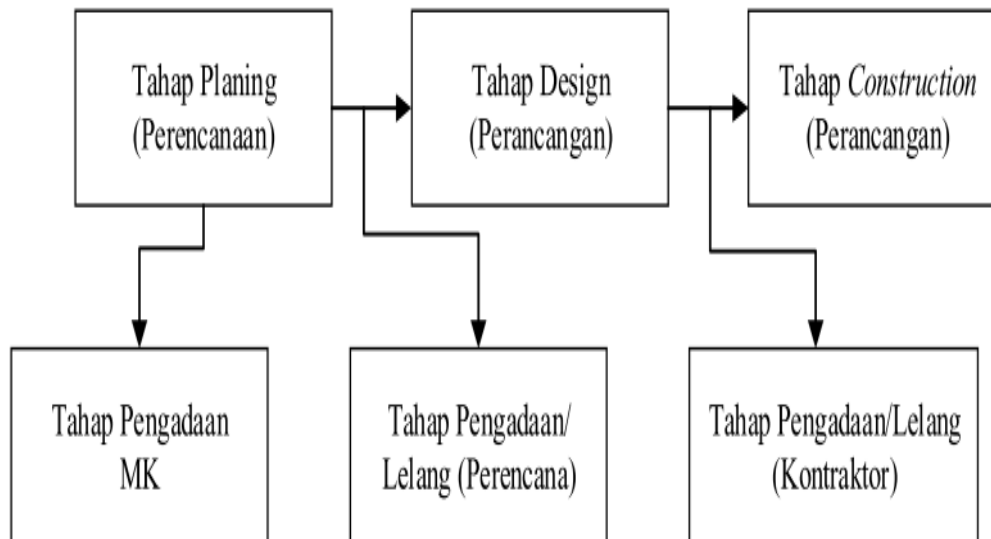 Tahap Planing
(Perencanaan)
Tahap Design
(Perancangan)
Tahap Construction
(Perancangan)
Tahap Pengadaan
MK
Tahap Pengadaan/
Lelang (Perencana)
Tahap Pengadaan/Lelang
(Kontraktor)